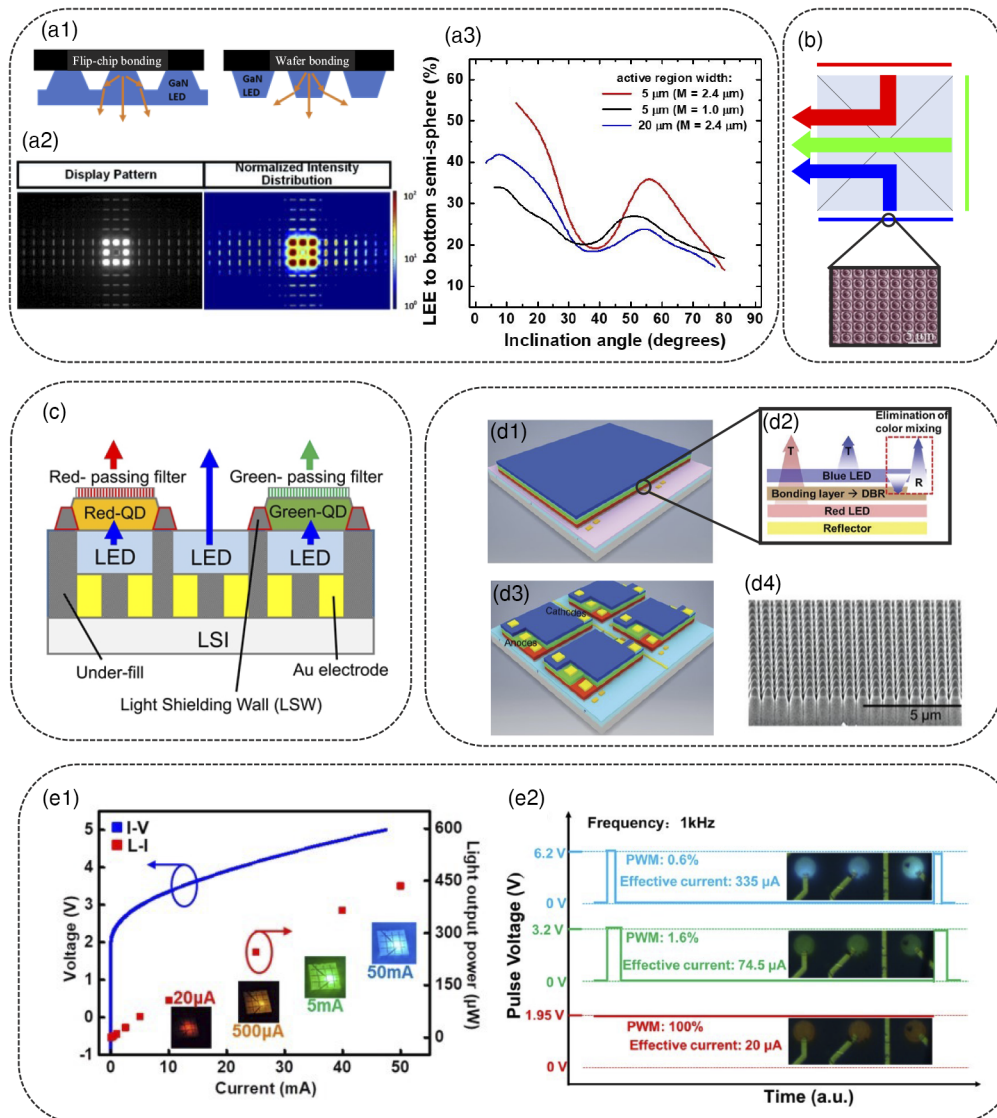 (a1)
Flip-chip bonding
GaN
LED
Wafer bonding
GaN
LED
(a2)
Display Pattern
Normalized Intensity
Distribution
10²
10¹
10⁰
(a3)
LEE to bottom semi-sphere (%)
60
50
40
30
20
10
active region width:
5 μm (M = 2.4 μm)
5 μm (M = 1.0 μm)
20 μm (M = 2.4 μm)
0 10 20 30 40 50 60 70 80
Inclination angle (degrees)
(b)
(c)
Red- passing filter
Green- passing filter
Red-QD
Green-QD
LED
LED
LED
LSI
Under-fill
Au electrode
Light Shielding Wall (LSW)
(d1)
(d2)
Elimination of
color mixing
T
T
R
Blue LED
Bonding layer → DBR
Red LED
Reflector
(d3)
Cathodes
Anodes
(d4)
5 μm
(e1)
I-V
L-I
Voltage (V)
5
4
3
2
1
0
-1
600
450
300
150
0
Light output power (μW)
20μA
500μA
5mA
50mA
0 10 20 30 40 50
Current (mA)
(e2)
Frequency: 1kHz
Pulse Voltage (V)
6.2 V
PWM: 0.6%
Effective current: 335 μA
0 V
3.2 V
PWM: 1.6%
Effective current: 74.5 μA
0 V
1.95 V
PWM: 100%
Effective current: 20 μA
0 V
Time (a.u.)